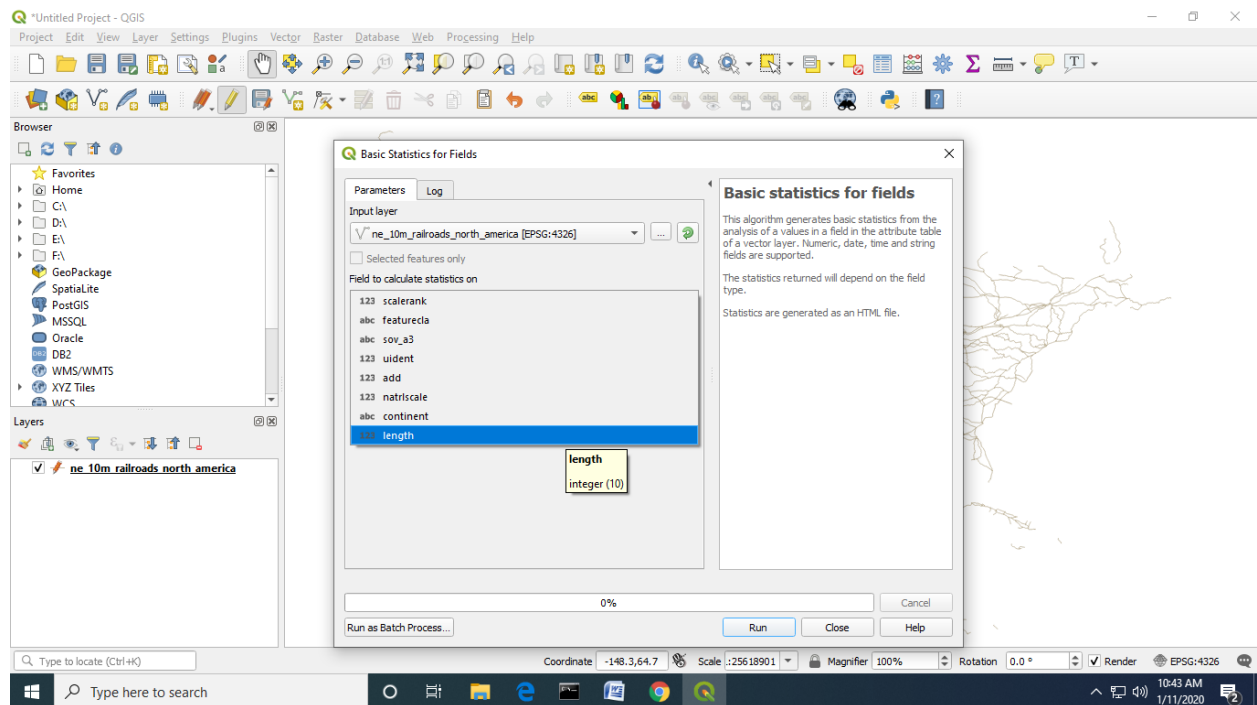 *Untitled Project - QGIS
Project Edit View Layer Settings Plugins Vector Raster Database Web Processing Help
Browser
Favorites
Home
C:\
D:\
E:\
F:\
GeoPackage
SpatiaLite
PostGIS
MSSQL
Oracle
DB2
WMS/WMTS
XYZ Tiles
WCS
Layers
ne_10m_railroads_north_america
Basic Statistics for Fields
Parameters Log
Input layer
ne_10m_railroads_north_america [EPSG:4326]
...
Selected features only
Field to calculate statistics on
123 scalerank
abc featurecla
abc sov_a3
123 uident
123 add
123 natrlscale
abc continent
123 length
length
integer (10)
Basic statistics for fields
This algorithm generates basic statistics from the
analysis of a values in a field in the attribute table
of a vector layer. Numeric, date, time and string
fields are supported.
The statistics returned will depend on the field
type.
Statistics are generated as an HTML file.
0%
Cancel
Run as Batch Process...
Run Close Help
Type to locate (Ctrl+K)
Coordinate -148.3,64.7 Scale :25618901 Magnifier 100% Rotation 0.0 ° Render EPSG:4326
Type here to search
10:43 AM
1/11/2020
2